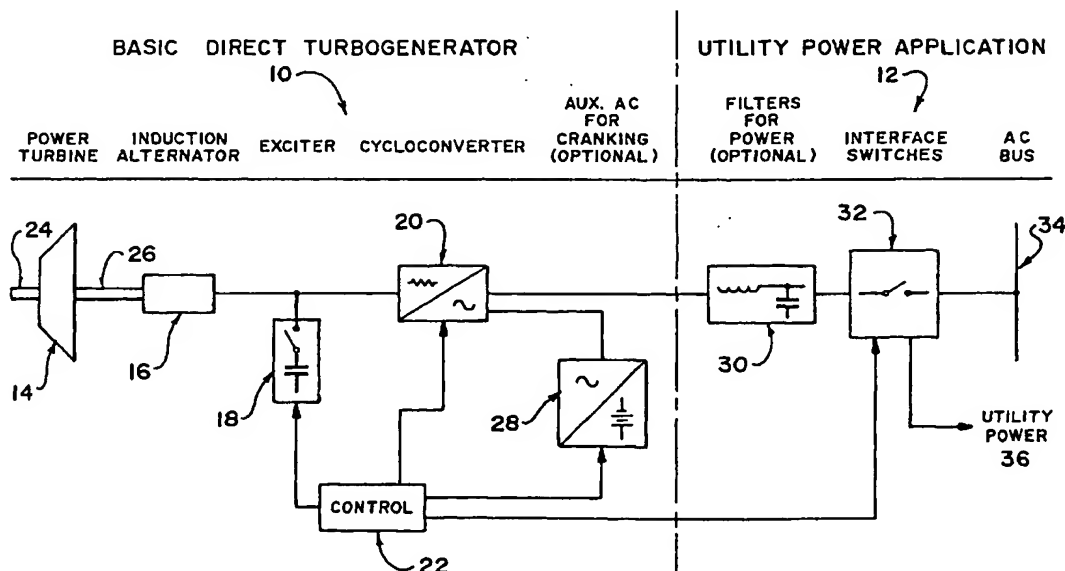 BASIC DIRECT TURBOGENERATOR
10
UTILITY POWER APPLICATION
12
POWER
TURBINE
INDUCTION
ALTERNATOR
EXCITER
CYCLOCONVERTER
AUX. AC
FOR
CRANKING
(OPTIONAL)
FILTERS
FOR
POWER
(OPTIONAL)
INTERFACE
SWITCHES
AC
BUS
24
26
20
32
34
14
16
18
28
30
UTILITY
POWER
36
CONTROL
22